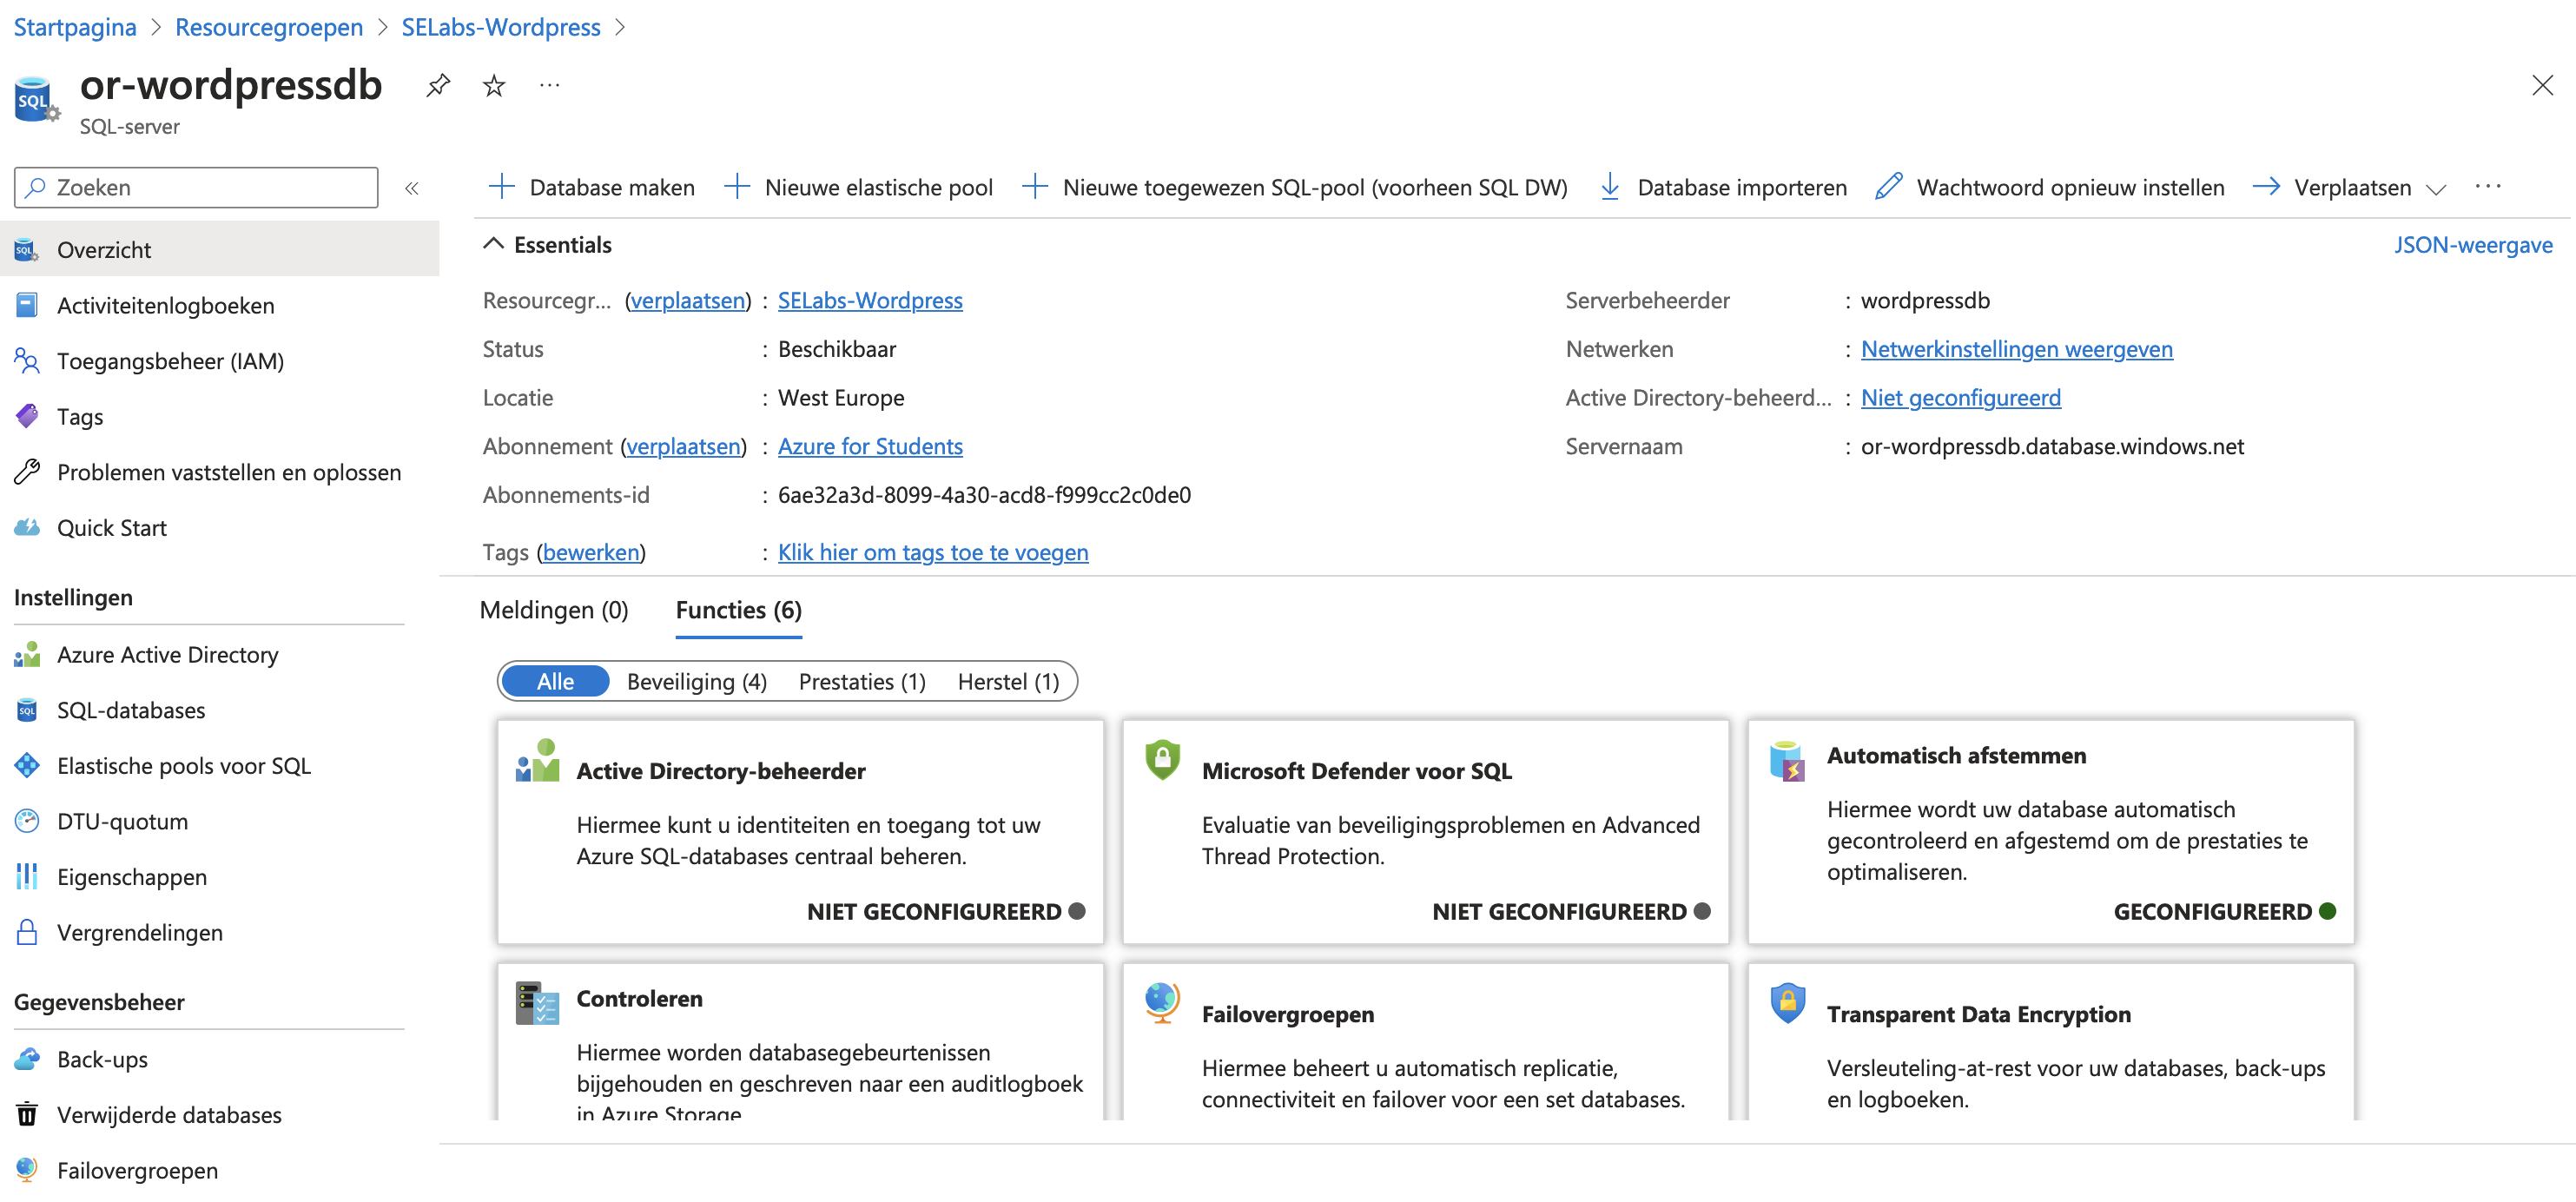 Startpagina > Resourcegroepen > SELabs-Wordpress >
or-wordpressdb
SQL-server
Zoeken
Overzicht
Activiteitenlogboeken
Toegangsbeheer (IAM)
Tags
Problemen vaststellen en oplossen
Quick Start
Instellingen
Azure Active Directory
SQL-databases
Elastische pools voor SQL
DTU-quotum
Eigenschappen
Vergrendelingen
Gegevensbeheer
Back-ups
Verwijderde databases
Failovergroepen
Database maken Nieuwe elastische pool Nieuwe toegewezen SQL-pool (voorheen SQL DW) Database importeren Wachtwoord opnieuw instellen Verplaatsen ...
Essentials
JSON-weergave
Resourcegr... (verplaatsen) : SELabs-Wordpress
Status : Beschikbaar
Locatie : West Europe
Abonnement (verplaatsen) : Azure for Students
Abonnements-id : 6ae32a3d-8099-4a30-acd8-f999cc2c0de0
Tags (bewerken) : Klik hier om tags toe te voegen
Serverbeheerder : wordpressdb
Netwerken : Netwerkinstellingen weergeven
Active Directory-beheerd... : Niet geconfigureerd
Servernaam : or-wordpressdb.database.windows.net
Meldingen (0) Functies (6)
Alle Beveiliging (4) Prestaties (1) Herstel (1)
Active Directory-beheerder
Hiermee kunt u identiteiten en toegang tot uw
Azure SQL-databases centraal beheren.
NIET GECONFIGUREERD
Microsoft Defender voor SQL
Evaluatie van beveiligingsproblemen en Advanced
Thread Protection.
NIET GECONFIGUREERD
Automatisch afstemmen
Hiermee wordt uw database automatisch
gecontroleerd en afgestemd om de prestaties te
optimaliseren.
GECONFIGUREERD
Controleren
Hiermee worden databasegebeurtenissen
bijgehouden en geschreven naar een auditlogboek
in Azure Storage
Failovergroepen
Hiermee beheert u automatisch replicatie,
connectiviteit en failover voor een set databases.
Transparent Data Encryption
Versleuteling-at-rest voor uw databases, back-ups
en logboeken.